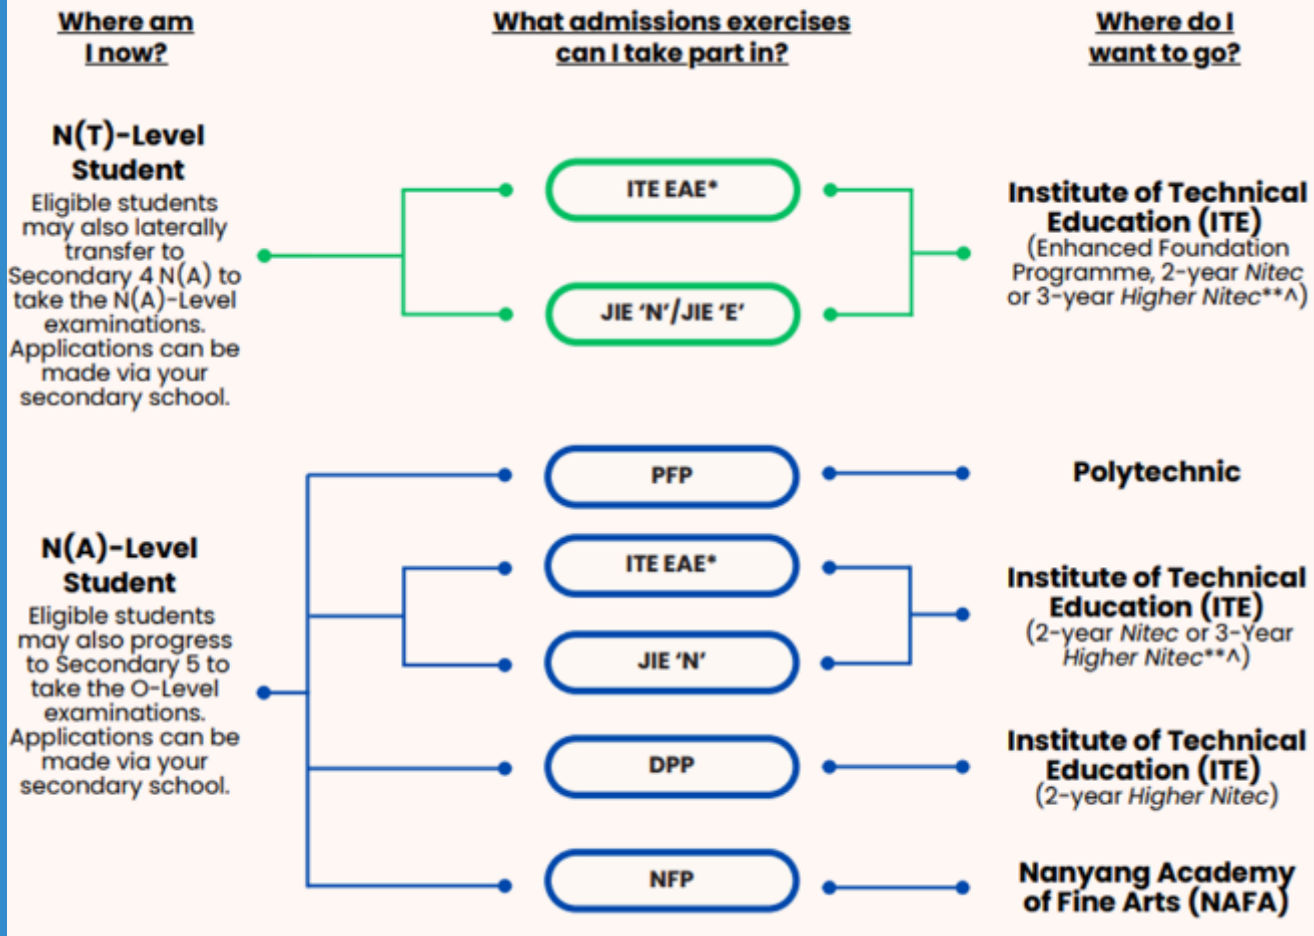 Where am
I now?
What admissions exercises
can I take part in?
Where do I
want to go?
N(T)-Level
Student
Eligible students
may also laterally
transfer to
Secondary 4 N(A) to
take the N(A)-Level
examinations.
Applications can be
made via your
secondary school.
ITE EAE*
JIE ‘N’/JIE ‘E’
Institute of Technical
Education (ITE)
(Enhanced Foundation
Programme, 2-year Nitec
or 3-year Higher Nitec**^)
N(A)-Level
Student
Eligible students
may also progress
to Secondary 5 to
take the O-Level
examinations.
Applications can be
made via your
secondary school.
PFP
Polytechnic
ITE EAE*
JIE ‘N’
Institute of Technical
Education (ITE)
(2-year Nitec or 3-Year
Higher Nitec**^)
DPP
Institute of Technical
Education (ITE)
(2-year Higher Nitec)
NFP
Nanyang Academy
of Fine Arts (NAFA)